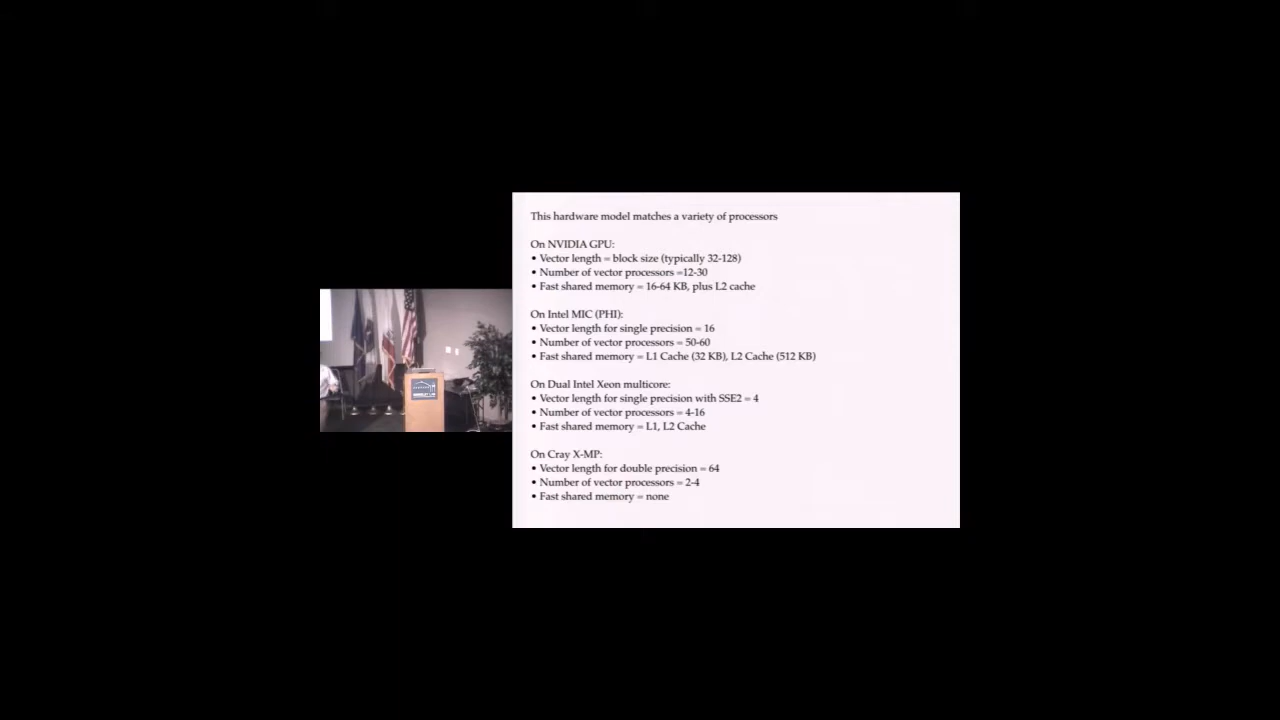 This hardware model matches a variety of processors
On NVIDIA GPU:
• Vector length = block size (typically 32-128)
• Number of vector processors =12-30
• Fast shared memory = 16-64 KB, plus L2 cache
On Intel MIC (PHI):
• Vector length for single precision = 16
• Number of vector processors = 50-60
• Fast shared memory = L1 Cache (32 KB), L2 Cache (512 KB)
On Dual Intel Xeon multicore:
• Vector length for single precision with SSE2 = 4
• Number of vector processors = 4-16
• Fast shared memory = L1, L2 Cache
On Cray X-MP:
• Vector length for double precision = 64
• Number of vector processors = 2-4
• Fast shared memory = none